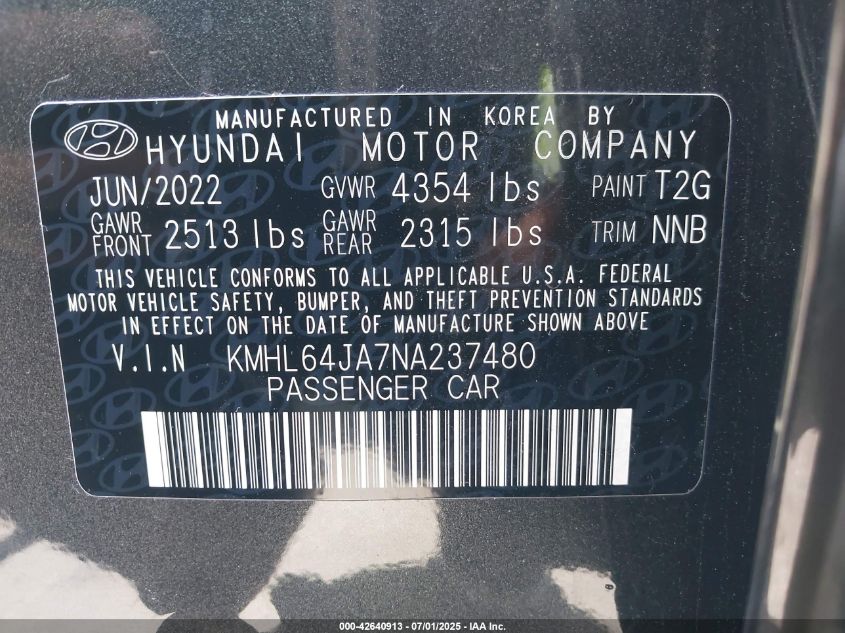 MANUFACTURED IN KOREA BY
HYUNDAI MOTOR COMPANY
JUN/2022 GVWR 4354 lbs PAINT T2G
GAWR FRONT 2513 lbs GAWR REAR 2315 lbs TRIM NNB
THIS VEHICLE CONFORMS TO ALL APPLICABLE U.S.A. FEDERAL
MOTOR VEHICLE SAFETY, BUMPER, AND THEFT PREVENTION STANDARDS
IN EFFECT ON THE DATE OF MANUFACTURE SHOWN ABOVE
V.I.N KMHL64JA7NA237480
PASSENGER CAR
000-42640913 - 07/01/2025 - IAA Inc.